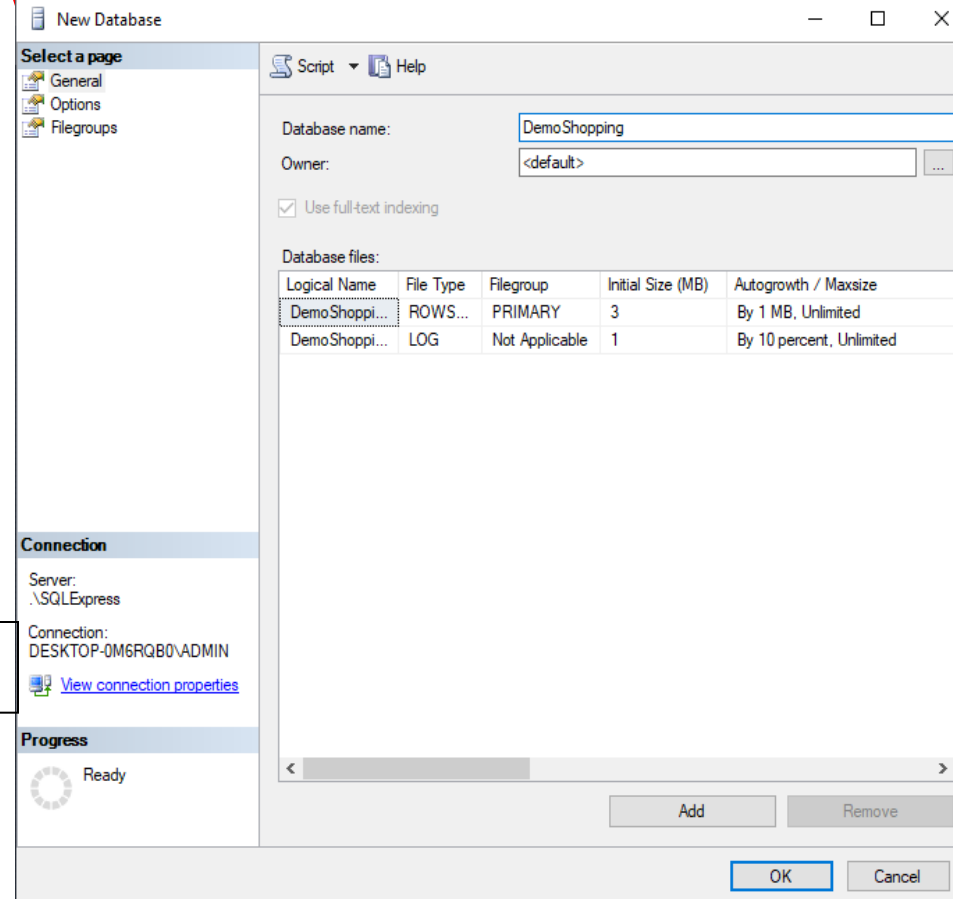 New Database
Select a page
General
Options
Filegroups
Script
Help
Database name:
DemoShopping
Owner:
<default>
...
Use full-text indexing
Database files:
Logical Name File Type Filegroup Initial Size (MB) Autogrowth / Maxsize
DemoShoppi... ROWS... PRIMARY 3 By 1 MB, Unlimited
DemoShoppi... LOG Not Applicable 1 By 10 percent, Unlimited
Connection
Server:
.\SQLExpress
Connection:
DESKTOP-0M6RQB0\ADMIN
View connection properties
Progress
Ready
Add
Remove
OK
Cancel